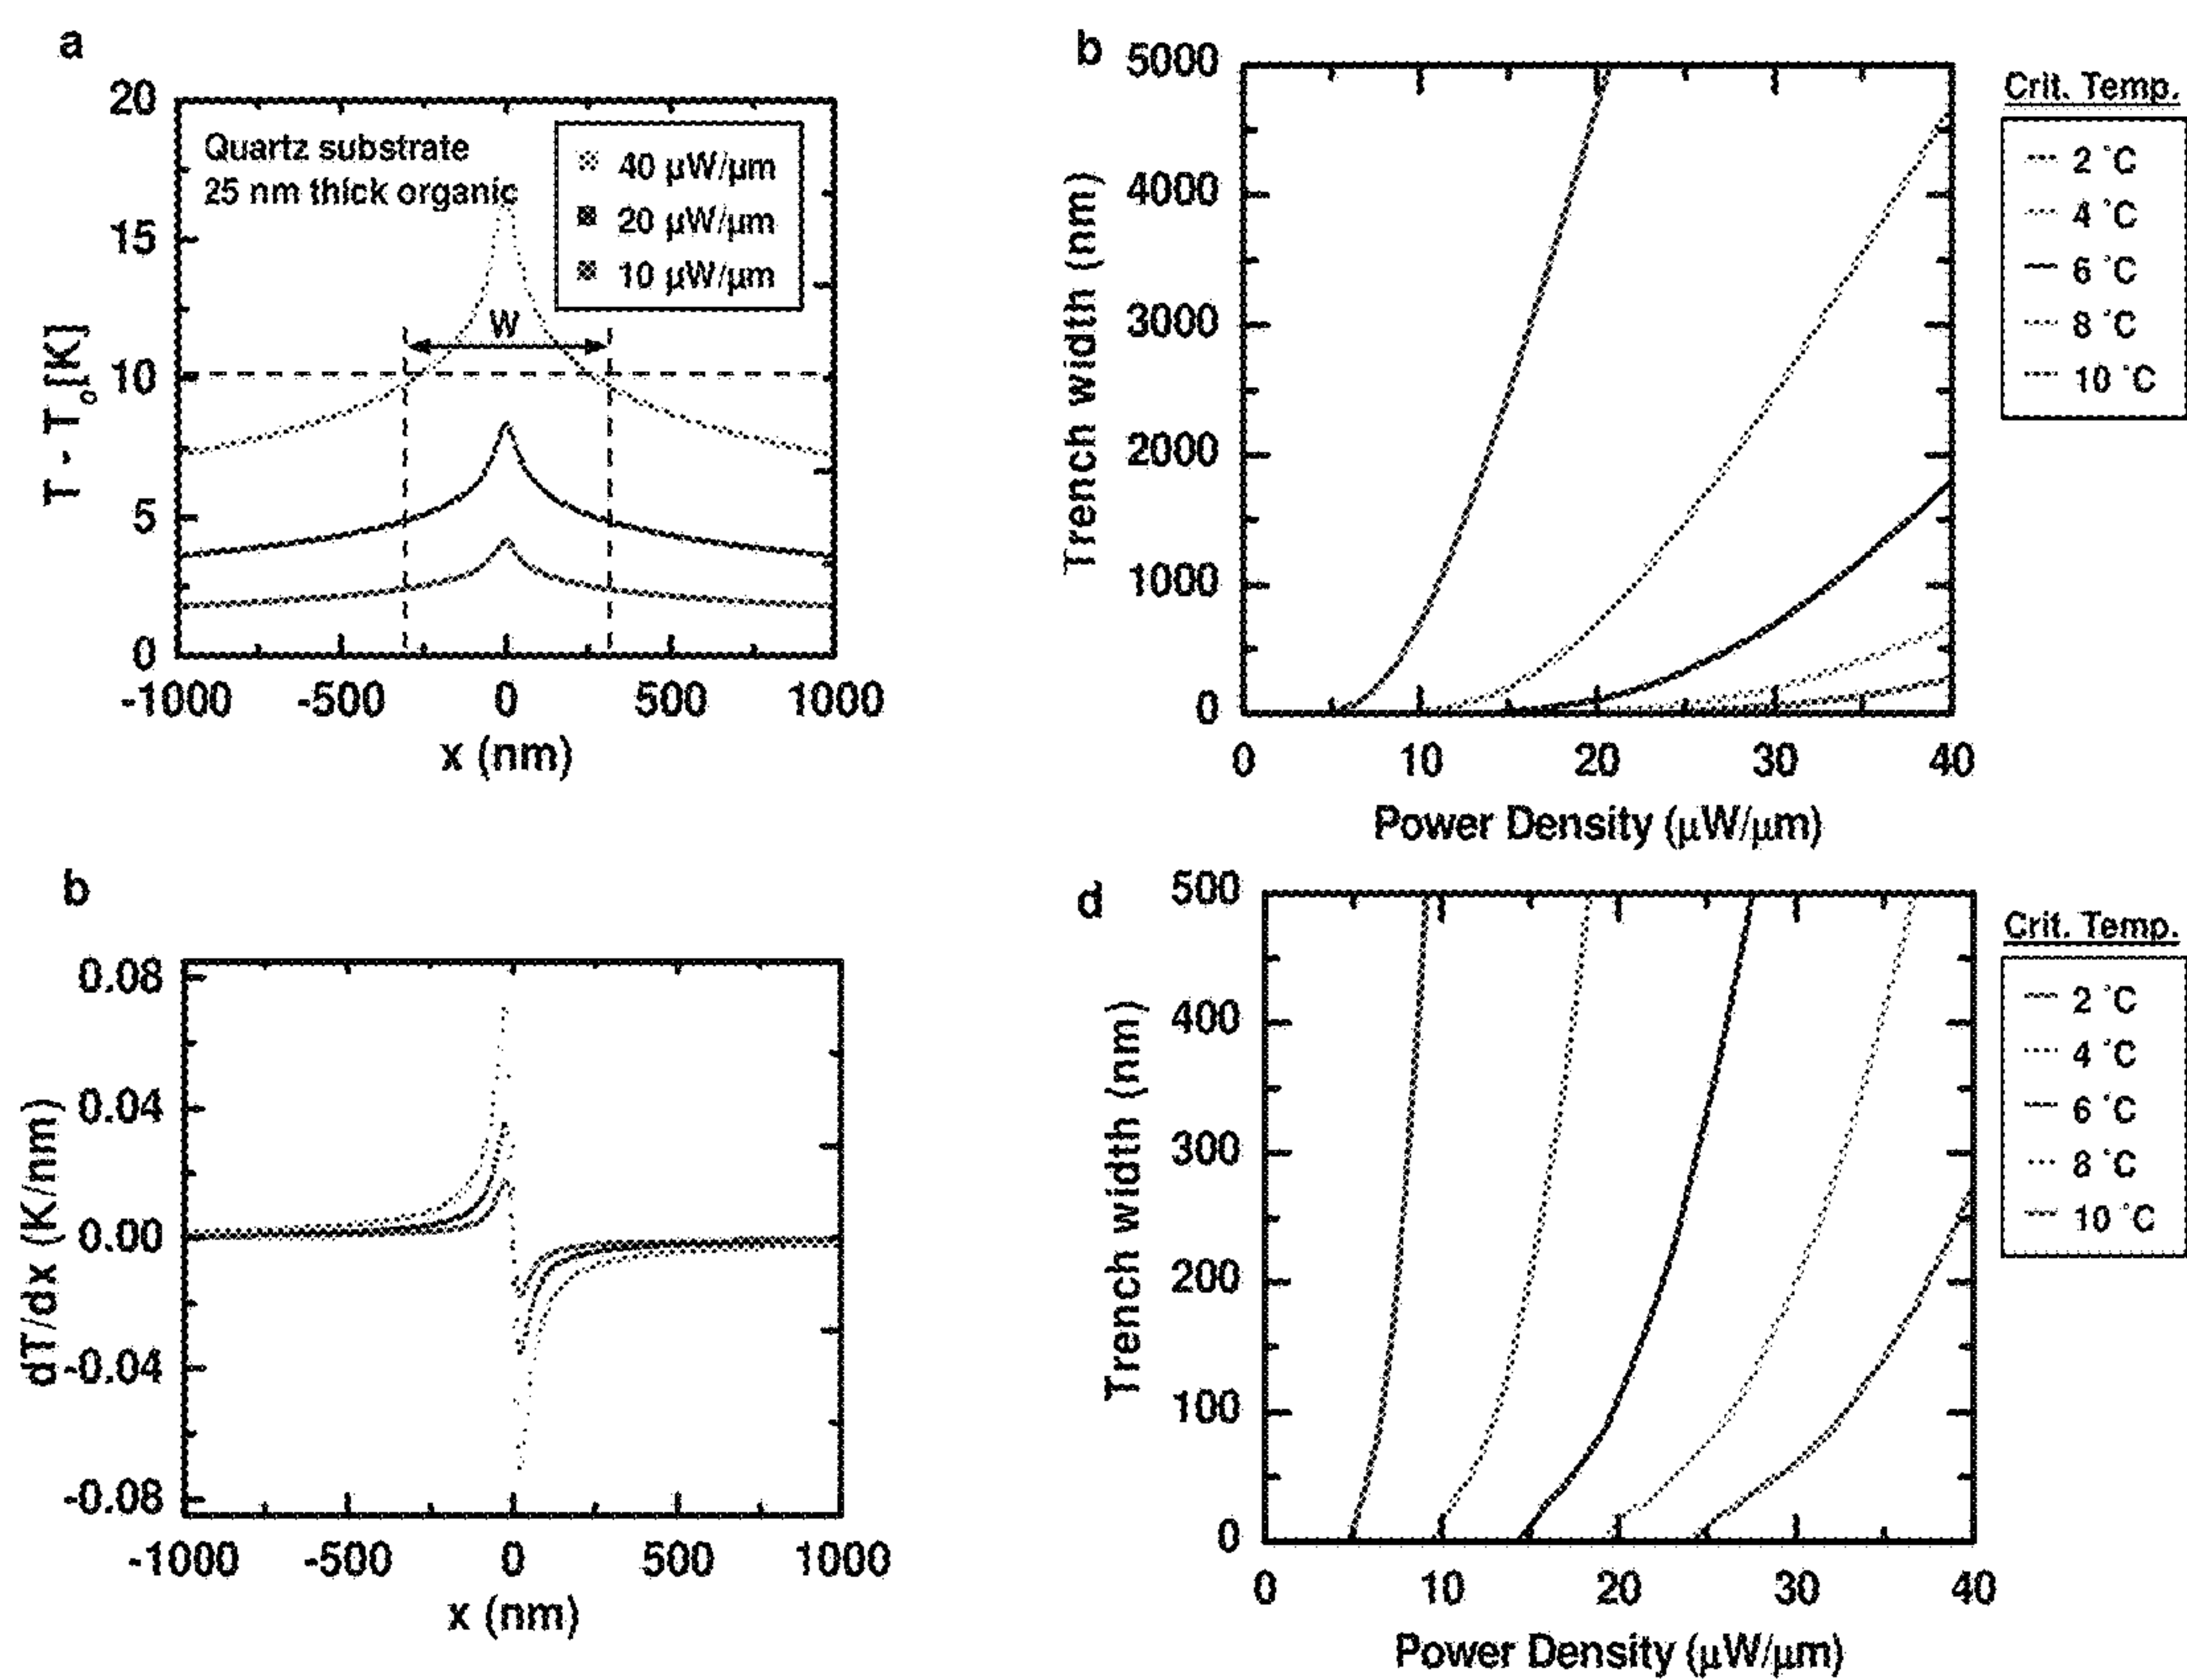 a
20
15
10
5
0
T - To[K]
Quartz substrate
25 nm thick organic
40 μW/μm
20 μW/μm
10 μW/μm
W
-1000
-500
0
500
1000
x (nm)
b
5000
4000
3000
2000
1000
0
Trench width (nm)
0
10
20
30
40
Power Density (μW/μm)
Crit. Temp.
2 °C
4 °C
6 °C
8 °C
10 °C
b
0.08
0.04
0.00
-0.04
-0.08
dT/dx (K/nm)
-1000
-500
0
500
1000
x (nm)
d
500
400
300
200
100
0
Trench width (nm)
0
10
20
30
40
Power Density (μW/μm)
Crit. Temp.
2 °C
4 °C
6 °C
8 °C
10 °C